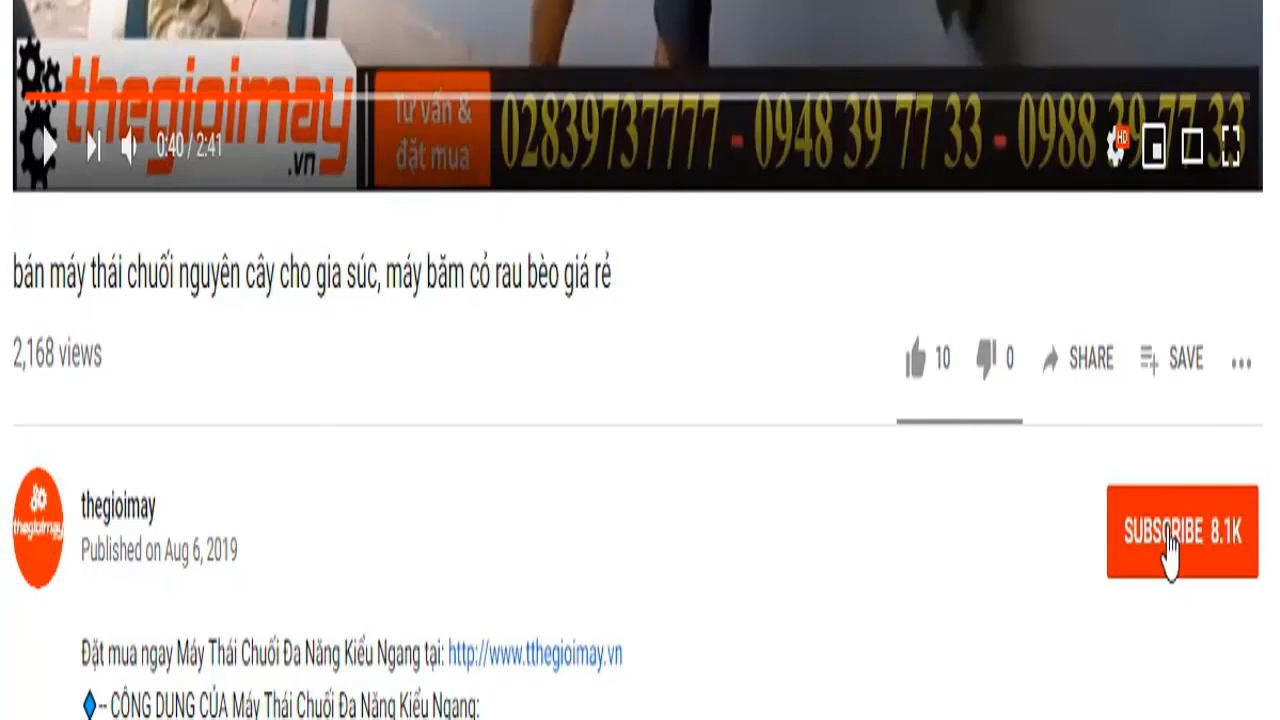 thegioimay
.vn
Tư vấn &
đặt mua
02839737777 - 0948 39 77 33 - 0988 39 77 33
0:40 / 2:41
HD
bán máy thái chuối nguyên cây cho gia súc, máy băm cỏ rau bèo giá rẻ
2,168 views
10 0 SHARE SAVE
thegioimay
thegioimay
Published on Aug 6, 2019
SUBSCRIBE 8.1K
Đặt mua ngay Máy Thái Chuối Đa Năng Kiểu Ngang tại: http://www.tthegioimay.vn
-- CÔNG DỤNG CỦA Máy Thái Chuối Đa Năng Kiểu Ngang: